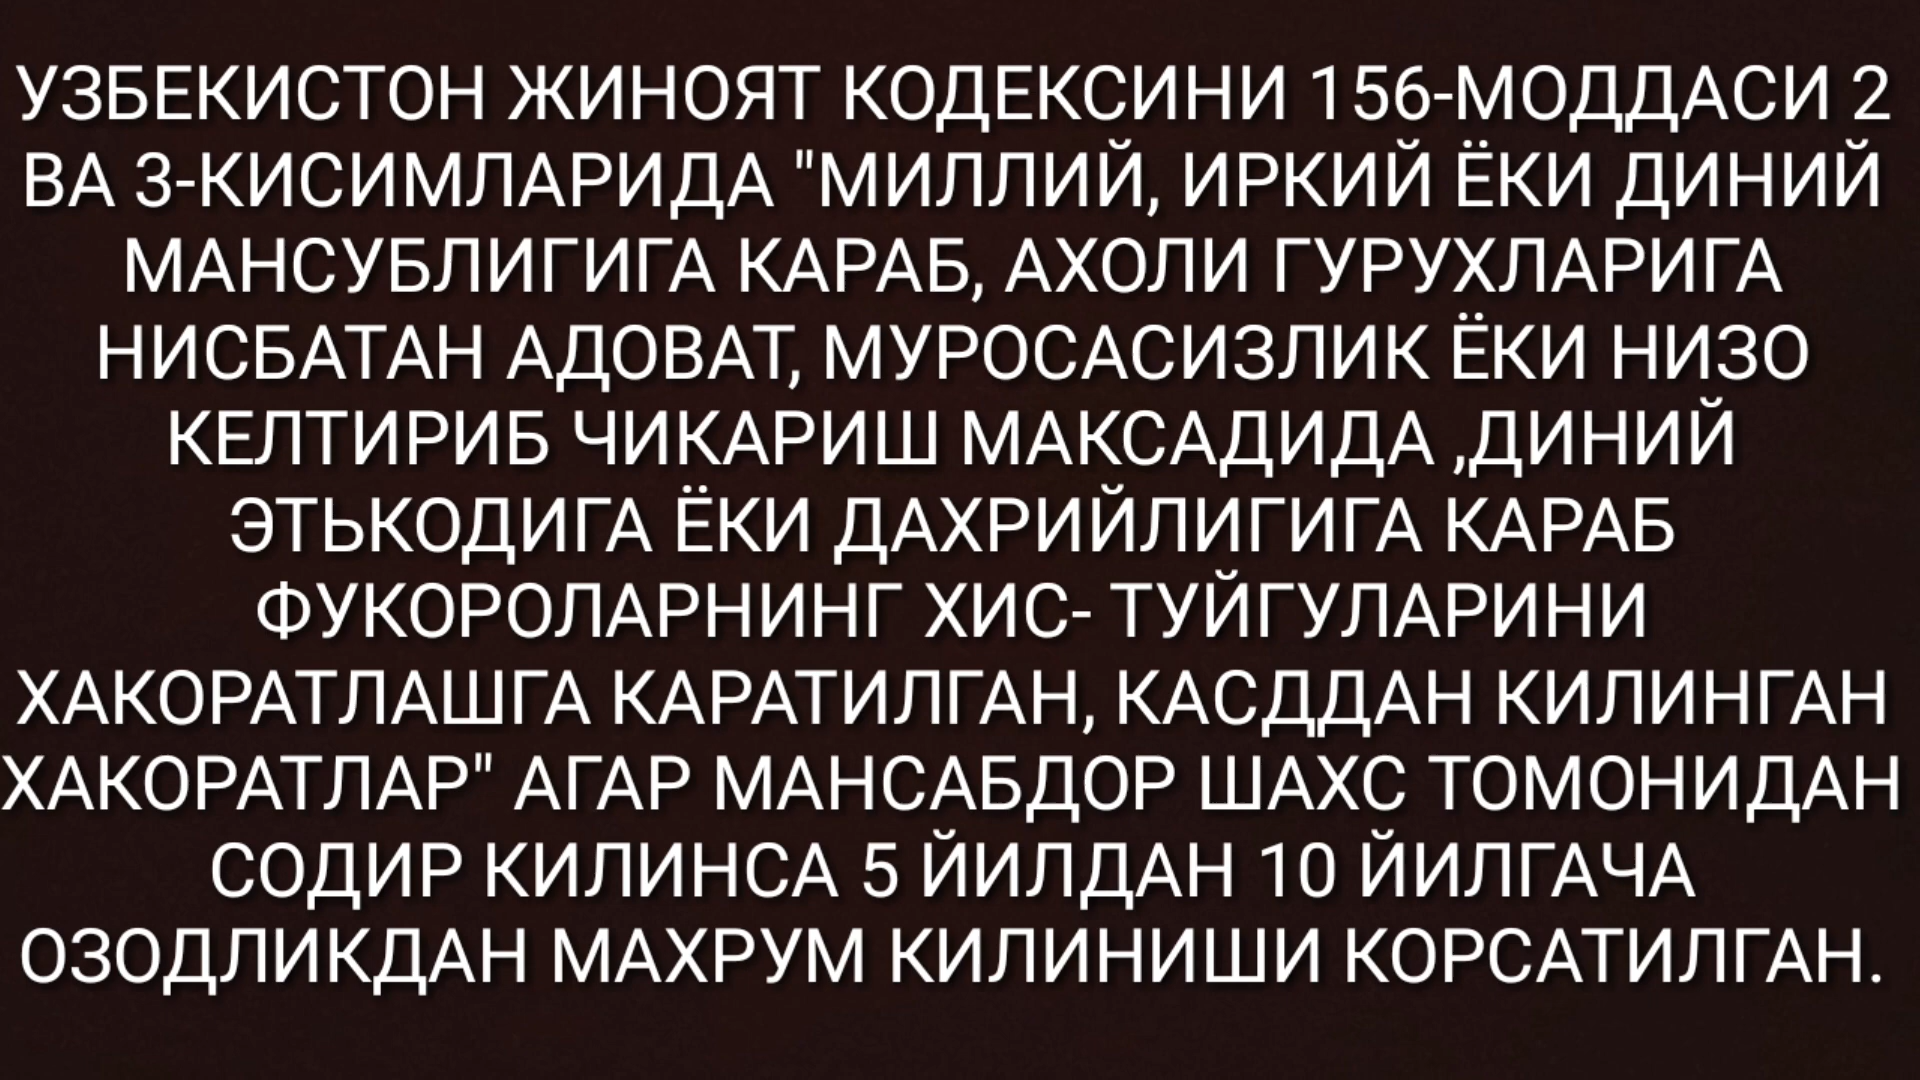 УЗБЕКИСТОН ЖИНОЯТ КОДЕКСИНИ 156-МОДДАСИ 2
ВА 3-КИСИМЛАРИДА "МИЛЛИЙ, ИРКИЙ ЁКИ ДИНИЙ
МАНСУБЛИГИГА КАРАБ, АХОЛИ ГУРУХЛАРИГА
НИСБАТАН АДОВАТ, МУРОСАСИЗЛИК ЁКИ НИЗО
КЕЛТИРИБ ЧИКАРИШ МАКСАДИДА ,ДИНИЙ
ЭТЬКОДИГА ЁКИ ДАХРИЙЛИГИГА КАРАБ
ФУКОРОЛАРНИНГ ХИС- ТУЙГУЛАРИНИ
ХАКОРАТЛАШГА КАРАТИЛГАН, КАСДДАН КИЛИНГАН
ХАКОРАТЛАР" АГАР МАНСАБДОР ШАХС ТОМОНИДАН
СОДИР КИЛИНСА 5 ЙИЛДАН 10 ЙИЛГАЧА
ОЗОДЛИКДАН МАХРУМ КИЛИНИШИ КОРСАТИЛГАН.